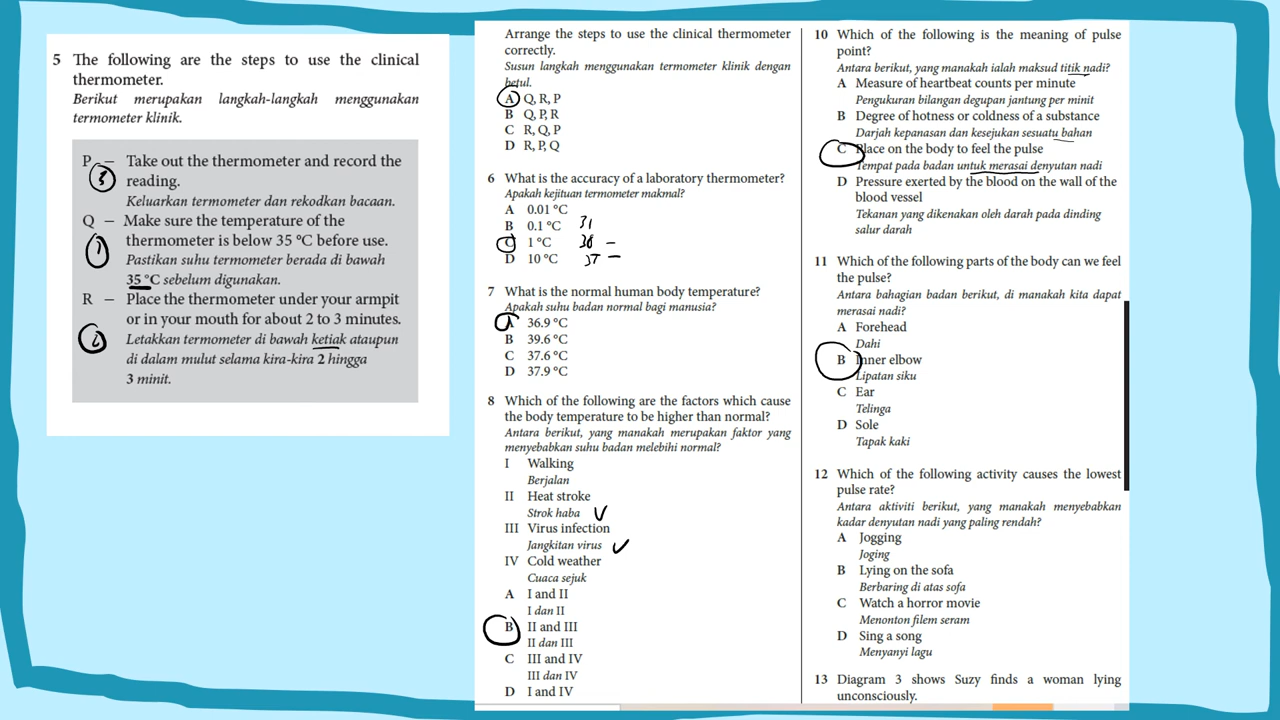 5 The following are the steps to use the clinical
thermometer.
Berikut merupakan langkah-langkah menggunakan
termometer klinik.
P – Take out the thermometer and record the
reading.
3
Keluarkan termometer dan rekodkan bacaan.
Q – Make sure the temperature of the
thermometer is below 35 °C before use.
1
Pastikan suhu termometer berada di bawah
35 °C sebelum digunakan.
R – Place the thermometer under your armpit
or in your mouth for about 2 to 3 minutes.
2
Letakkan termometer di bawah ketiak ataupun
di dalam mulut selama kira-kira 2 hingga
3 minit.
Arrange the steps to use the clinical thermometer
correctly.
Susun langkah menggunakan termometer klinik dengan
betul.
A Q, R, P
B Q, P, R
C R, Q, P
D R, P, Q
6 What is the accuracy of a laboratory thermometer?
Apakah kejituan termometer makmal?
A 0.01 °C
B 0.1 °C
C 1 °C
D 10 °C
7 What is the normal human body temperature?
Apakah suhu badan normal bagi manusia?
A 36.9 °C
B 39.6 °C
C 37.6 °C
D 37.9 °C
8 Which of the following are the factors which cause
the body temperature to be higher than normal?
Antara berikut, yang manakah merupakan faktor yang
menyebabkan suhu badan melebihi normal?
I Walking
Berjalan
II Heat stroke
Strok haba
III Virus infection
Jangkitan virus
IV Cold weather
Cuaca sejuk
A I and II
I dan II
B II and III
II dan III
C III and IV
III dan IV
D I and IV
10 Which of the following is the meaning of pulse
point?
Antara berikut, yang manakah ialah maksud titik nadi?
A Measure of heartbeat counts per minute
Pengukuran bilangan degupan jantung per minit
B Degree of hotness or coldness of a substance
Darjah kepanasan dan kesejukan sesuatu bahan
C Place on the body to feel the pulse
Tempat pada badan untuk merasai denyutan nadi
D Pressure exerted by the blood on the wall of the
blood vessel
Tekanan yang dikenakan oleh darah pada dinding
salur darah
11 Which of the following parts of the body can we feel
the pulse?
Antara bahagian badan berikut, di manakah kita dapat
merasai nadi?
A Forehead
Dahi
B Inner elbow
Lipatan siku
C Ear
Telinga
D Sole
Tapak kaki
12 Which of the following activity causes the lowest
pulse rate?
Antara aktiviti berikut, yang manakah menyebabkan
kadar denyutan nadi yang paling rendah?
A Jogging
Joging
B Lying on the sofa
Berbaring di atas sofa
C Watch a horror movie
Menonton filem seram
D Sing a song
Menyanyi lagu
13 Diagram 3 shows Suzy finds a woman lying
unconsciously.